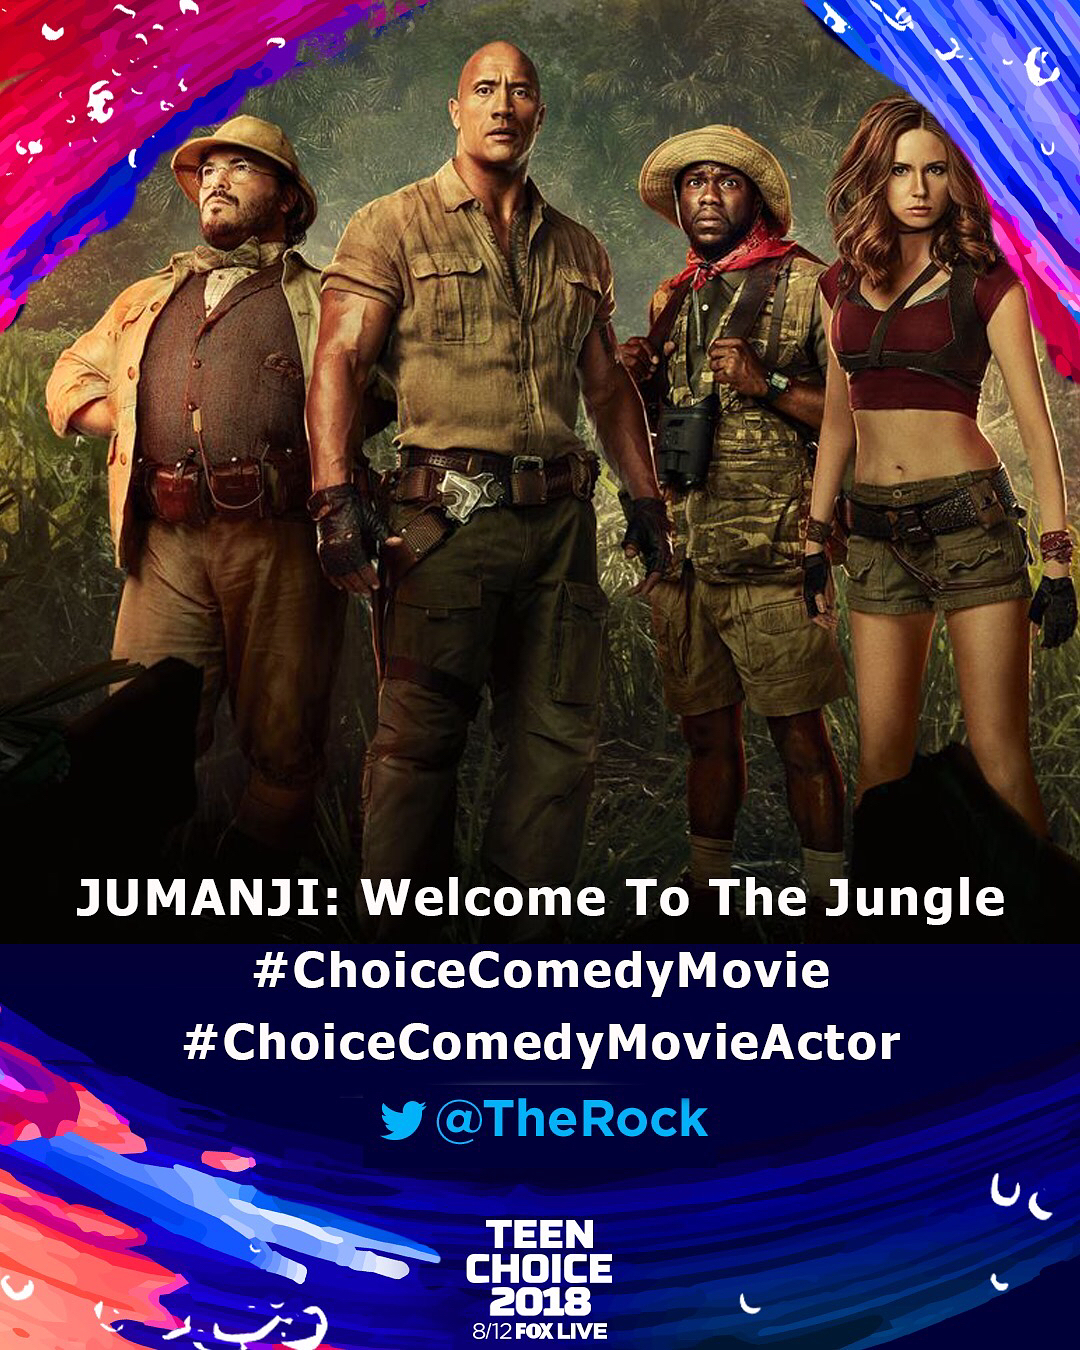 JUMANJI: Welcome To The Jungle
#ChoiceComedyMovie
#ChoiceComedyMovieActor
@TheRock
TEEN
CHOICE
2018
8/12 FOX LIVE